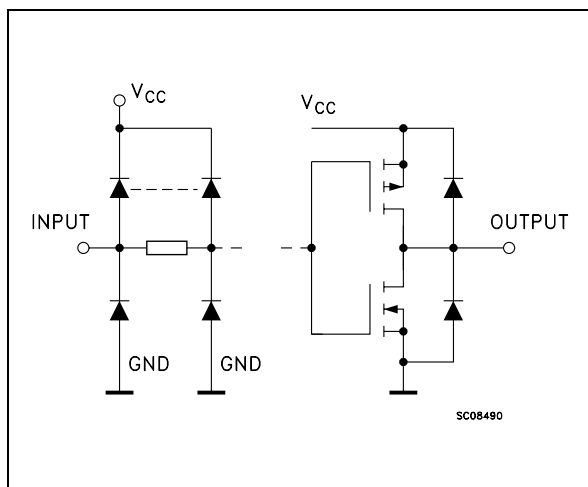 VCC
VCC
INPUT
OUTPUT
GND
GND
SC08490